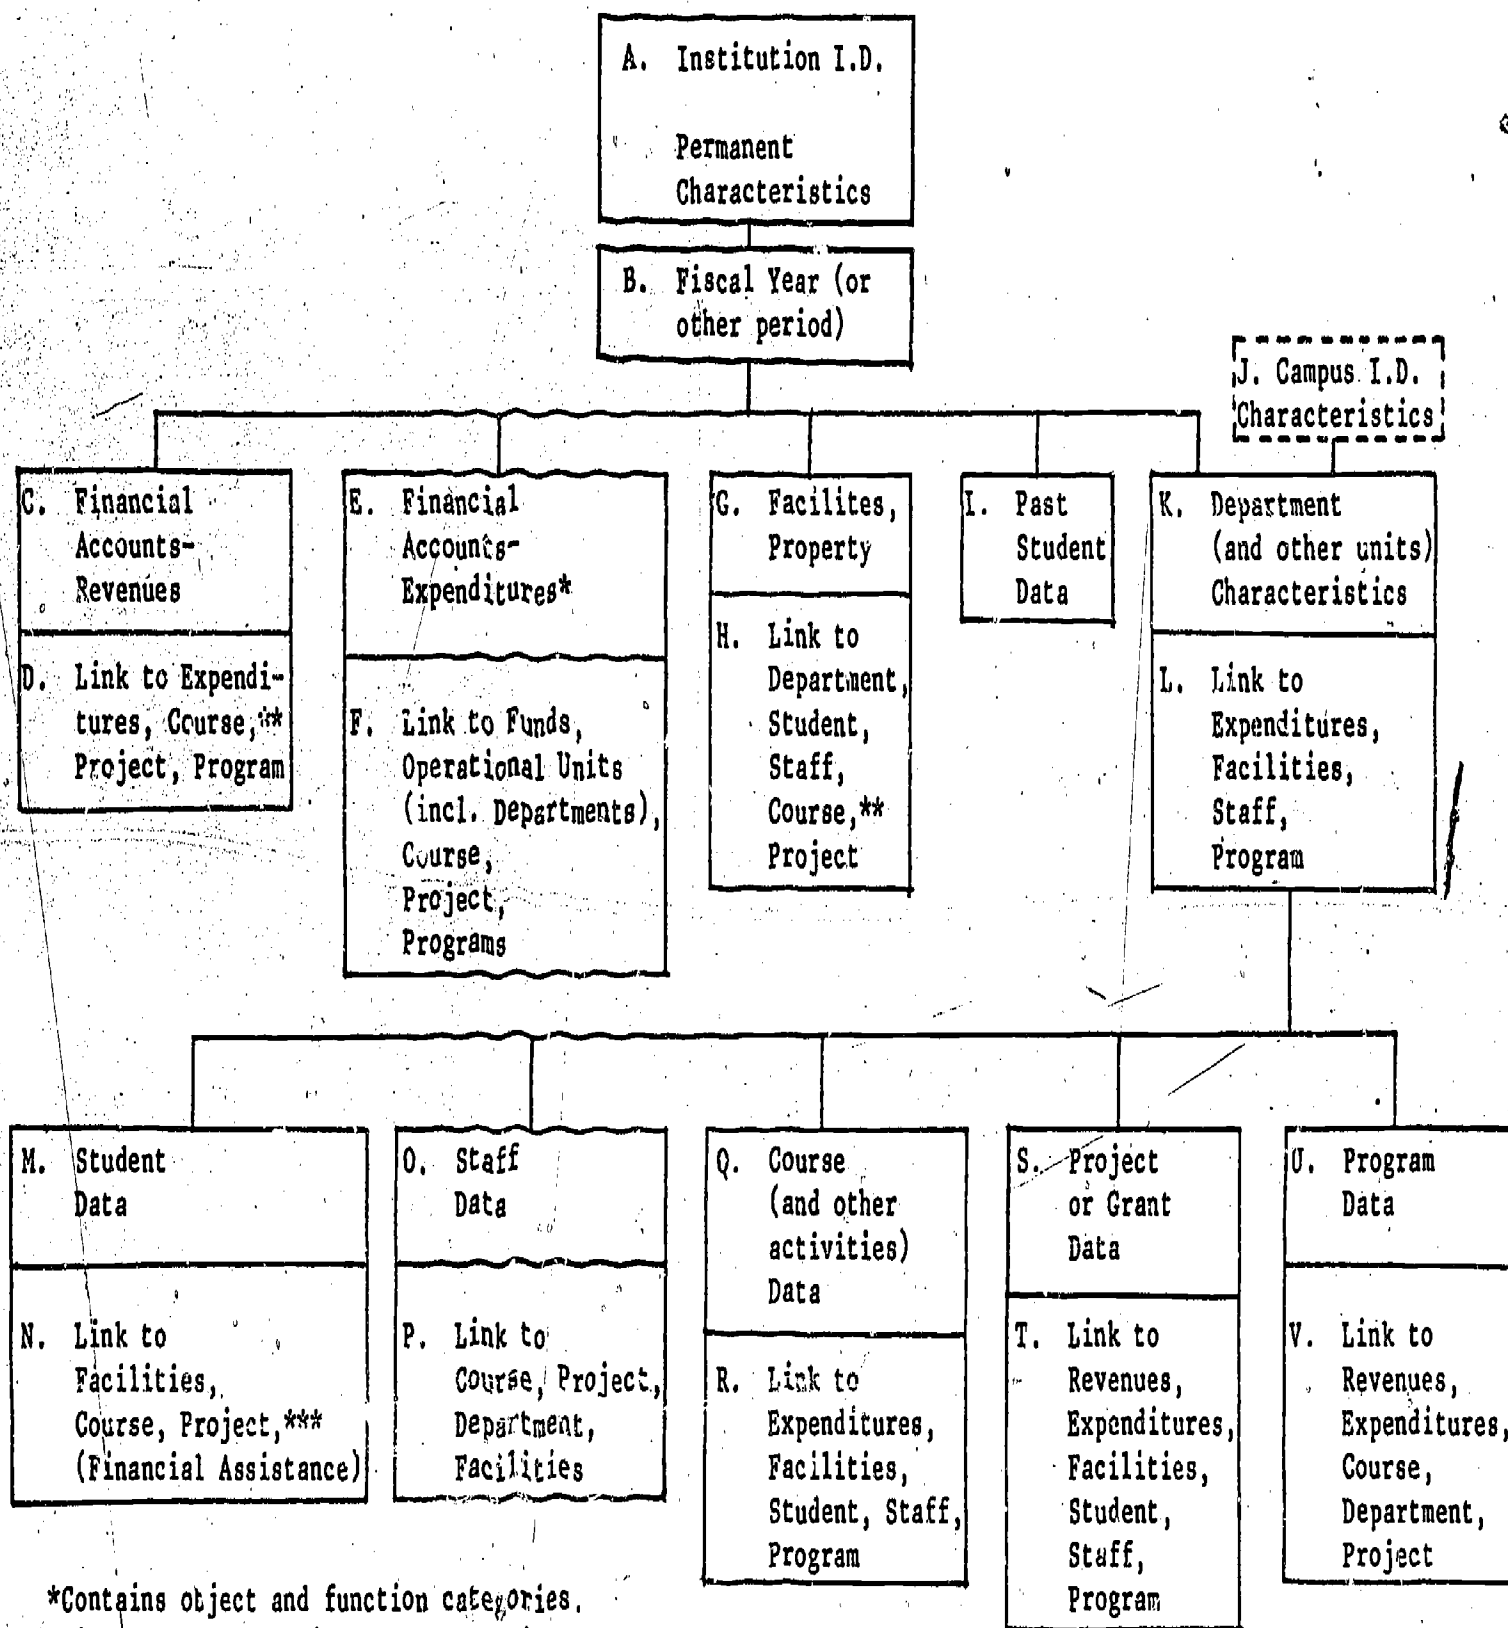 A. Institution I.D.
Permanent
Characteristics
B. Fiscal Year (or
other period)
J. Campus I.D.
Characteristics
C. Financial
Accounts-
Revenues
D. Link to Expendi-
tures, Course,**
Project, Program
E. Financial
Accounts-
Expenditures*
F. Link to Funds,
Operational Units
(incl. Departments),
Course,
Project,
Programs
G. Facilites,
Property
H. Link to
Department,
Student,
Staff,
Course,**
Project
I. Past
Student
Data
K. Department
(and other units)
Characteristics
L. Link to
Expenditures,
Facilities,
Staff,
Program
M. Student
Data
N. Link to
Facilities,
Course, Project,***
(Financial Assistance)
O. Staff
Data
P. Link to
Course, Project,
Department,
Facilities
Q. Course
(and other
activities)
Data
R. Link to
Expenditures,
Facilities,
Student, Staff,
Program
S. Project
or Grant
Data
T. Link to
Revenues,
Expenditures,
Facilities,
Student,
Staff,
Program
U. Program
Data
V. Link to
Revenues,
Expenditures,
Course,
Department,
Project
*Contains object and function categories.